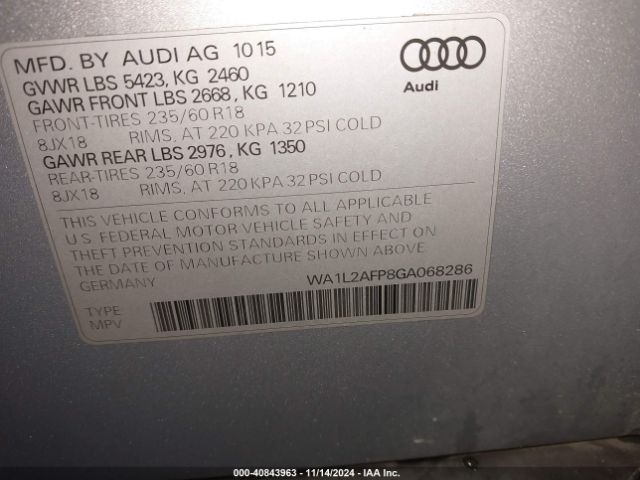 MFD. BY AUDI AG 1015
GVWR LBS 5423, KG 2460
GAWR FRONT LBS 2668, KG 1210
FRONT-TIRES 235/60 R18
8JX18 RIMS, AT 220 KPA 32 PSI COLD
GAWR REAR LBS 2976, KG 1350
REAR-TIRES 235/60 R18
8JX18 RIMS, AT 220 KPA 32 PSI COLD
THIS VEHICLE CONFORMS TO ALL APPLICABLE
U.S. FEDERAL MOTOR VEHICLE SAFETY AND
THEFT PREVENTION STANDARDS IN EFFECT ON
THE DATE OF MANUFACTURE SHOWN ABOVE.
GERMANY
WA1L2AFP8GA068286
TYPE
MPV
Audi
000-40843963 - 11/14/2024 - IAA Inc.